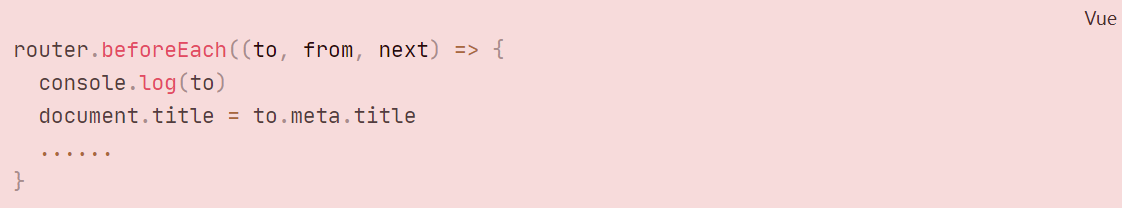 Vue
router.beforeEach((to, from, next) => {
  console.log(to)
  document.title = to.meta.title
  ......
}